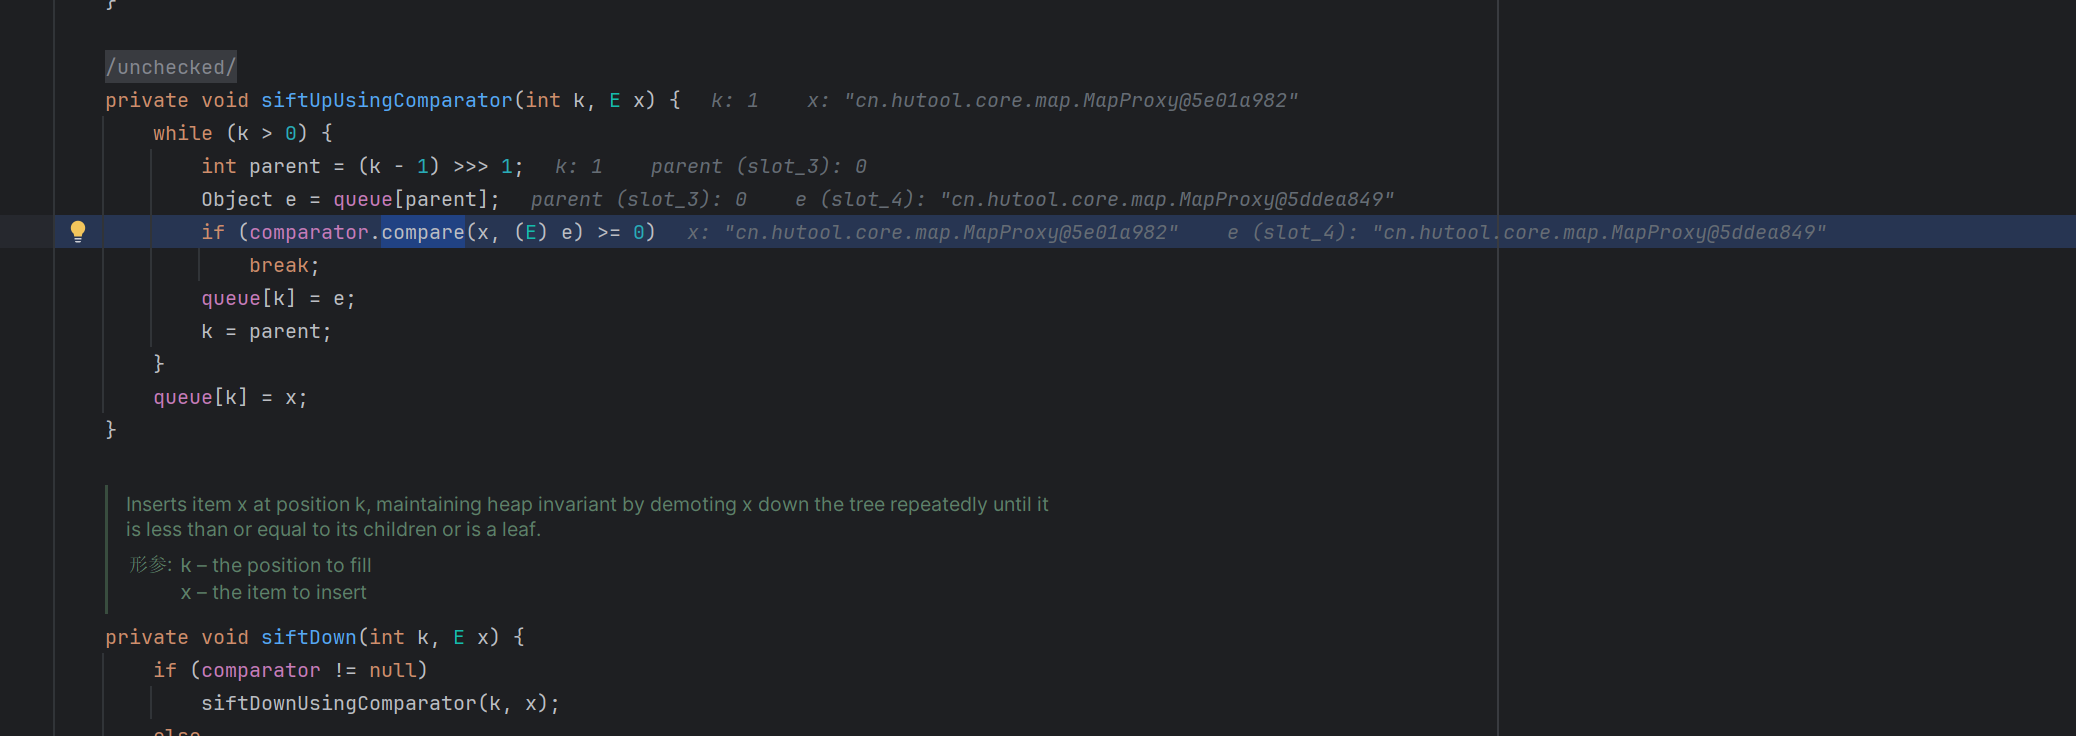 }
/unchecked/
private void siftUpUsingComparator(int k, E x) {   k: 1    x: "cn.hutool.core.map.MapProxy@5e01a982"
while (k > 0) {
int parent = (k - 1) >>> 1;   k: 1    parent (slot_3): 0
Object e = queue[parent];   parent (slot_3): 0    e (slot_4): "cn.hutool.core.map.MapProxy@5ddea849"
if (comparator.compare(x, (E) e) >= 0)   x: "cn.hutool.core.map.MapProxy@5e01a982"    e (slot_4): "cn.hutool.core.map.MapProxy@5ddea849"
break;
queue[k] = e;
k = parent;
}
queue[k] = x;
}
Inserts item x at position k, maintaining heap invariant by demoting x down the tree repeatedly until it
is less than or equal to its children or is a leaf.
形参: k – the position to fill
x – the item to insert
private void siftDown(int k, E x) {
if (comparator != null)
siftDownUsingComparator(k, x);
else